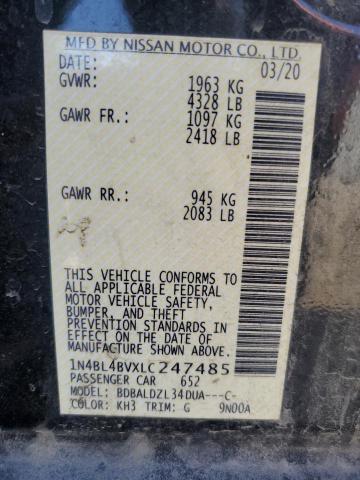 MFD BY NISSAN MOTOR CO., LTD.
DATE: 03/20
GVWR: 1963 KG
4328 LB
GAWR FR.: 1097 KG
2418 LB
GAWR RR.: 945 KG
2083 LB
THIS VEHICLE CONFORMS TO
ALL APPLICABLE FEDERAL
MOTOR VEHICLE SAFETY,
BUMPER, AND THEFT
PREVENTION STANDARDS
IN EFFECT ON THE DATE OF
MANUFACTURE SHOWN ABOVE.
1N4BL4BVXLC247485
PASSENGER CAR 652
MODEL: BDBALDZL34DUA---C-
COLOR: KH3 TRIM: G 9N00A